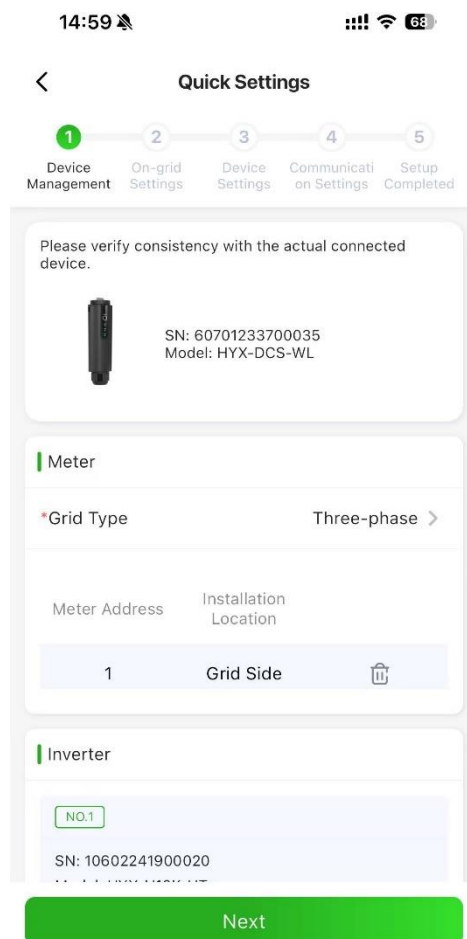 14:59
68
Quick Settings
1 2 3 4 5
Device Management
On-grid Settings
Device Settings
Communicati on Settings
Setup Completed
Please verify consistency with the actual connected
device.
SN: 60701233700035
Model: HYX-DCS-WL
Meter
*Grid Type Three-phase
Meter Address Installation Location
1 Grid Side
Inverter
NO.1
SN: 10602241900020
Next